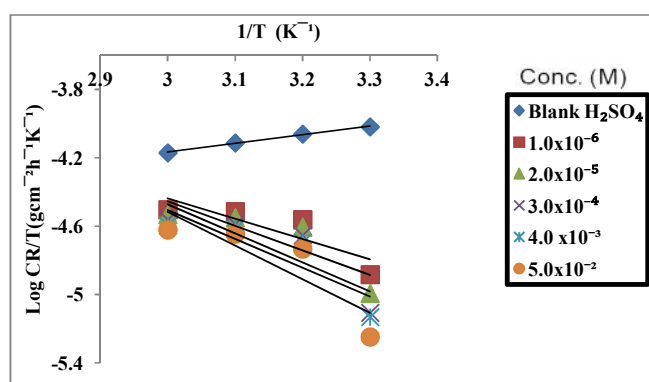 1/T (K¯¹)
2.9 3 3.1 3.2 3.3 3.4
-3.8
-4.2
-4.6
-5
-5.4
Log CR/T(gcm¯²h¯¹K¯¹)
Conc. (M)
Blank H₂SO₄
1.0x10⁻⁶
2.0x10⁻⁵
3.0x10⁻⁴
4.0 x10⁻³
5.0x10⁻²